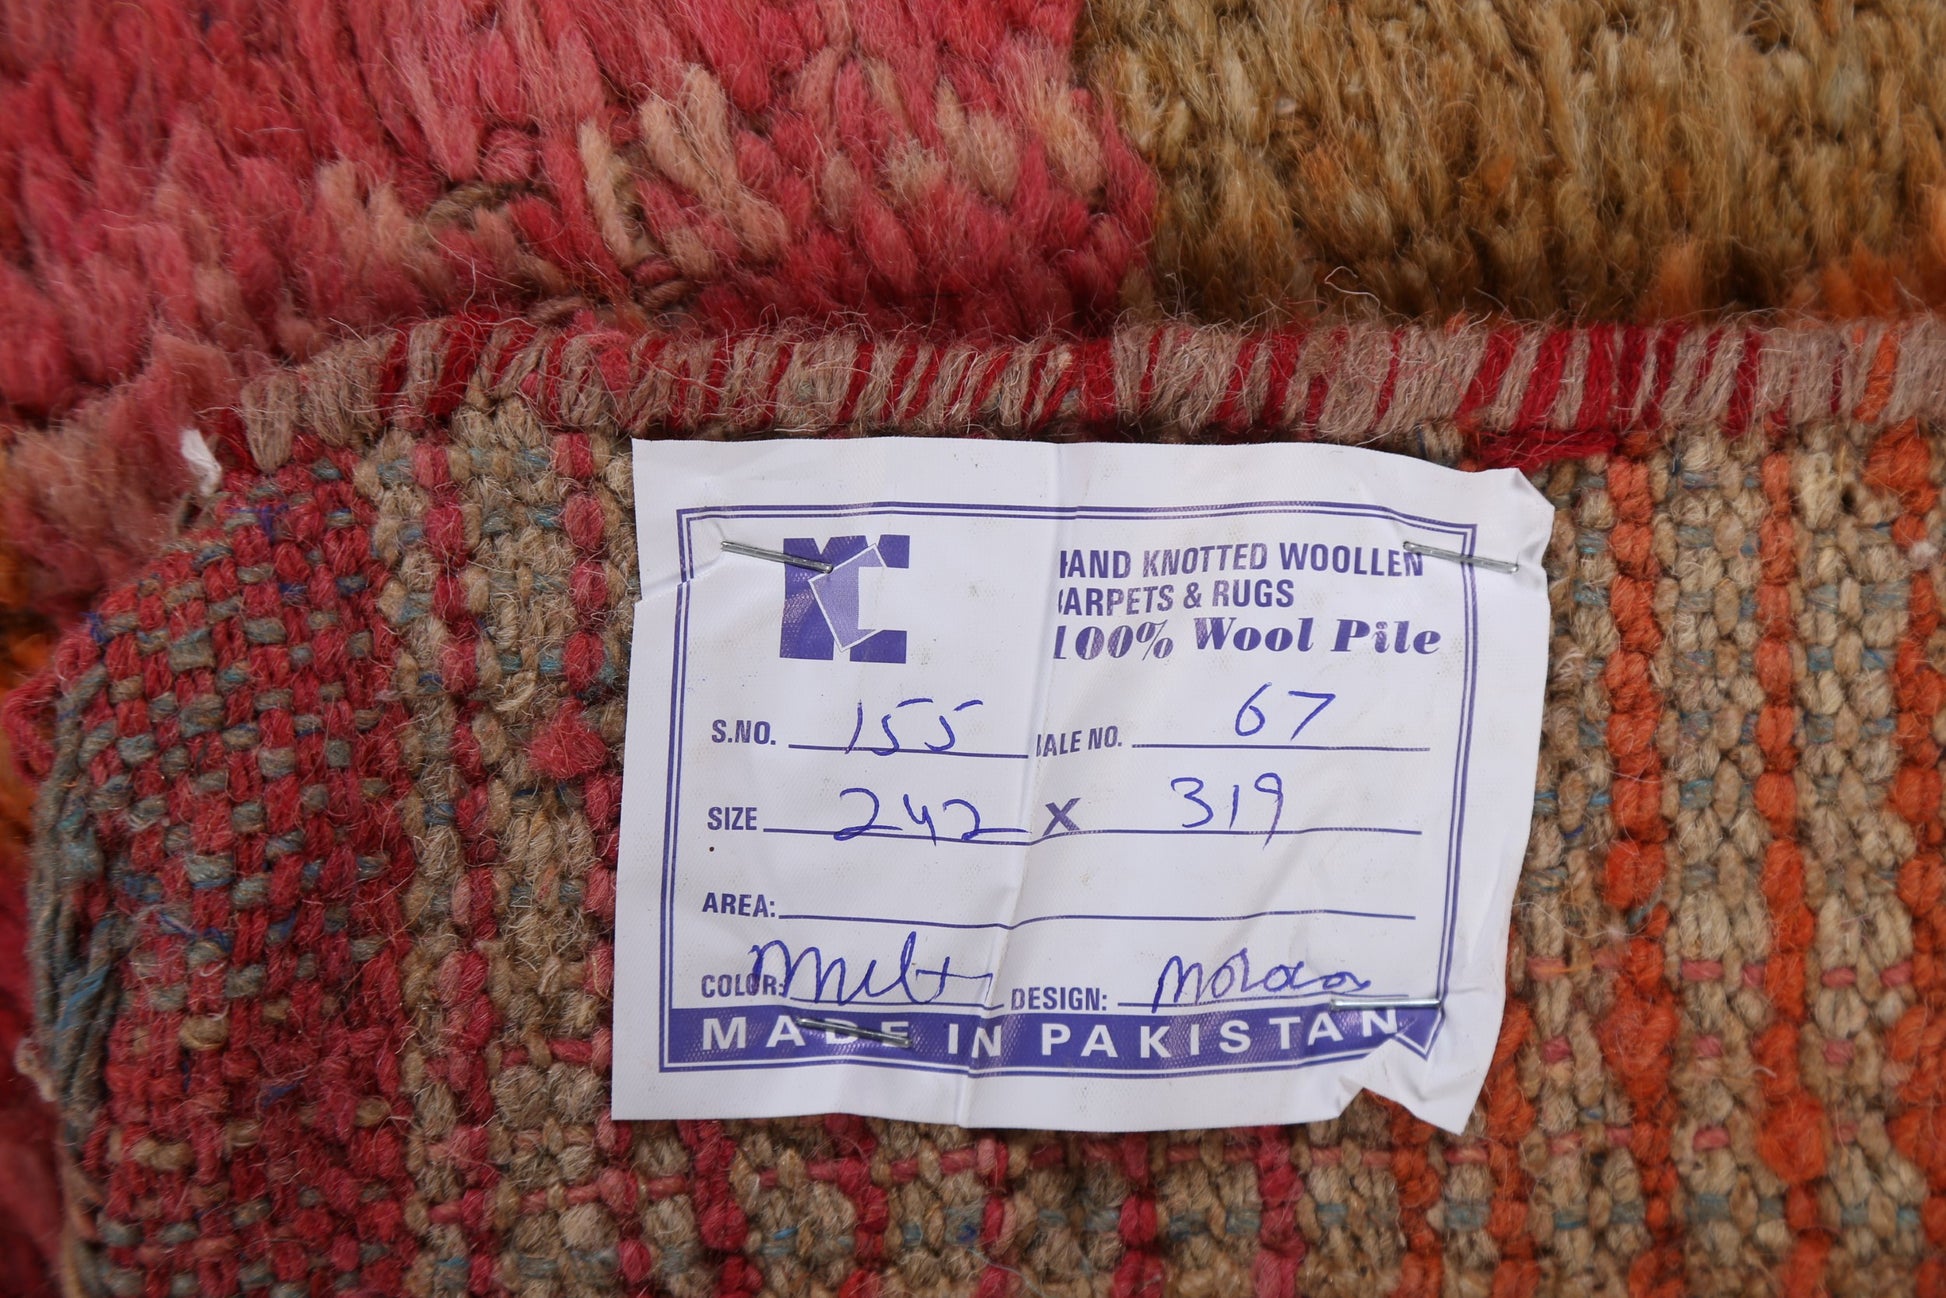 HAND KNOTTED WOOLLEN
CARPETS & RUGS
100% Wool Pile
S.NO. 155 BALE NO. 67
SIZE 242 X 319
AREA:
COLOR: Multi DESIGN: Moroccon
MADE IN PAKISTAN